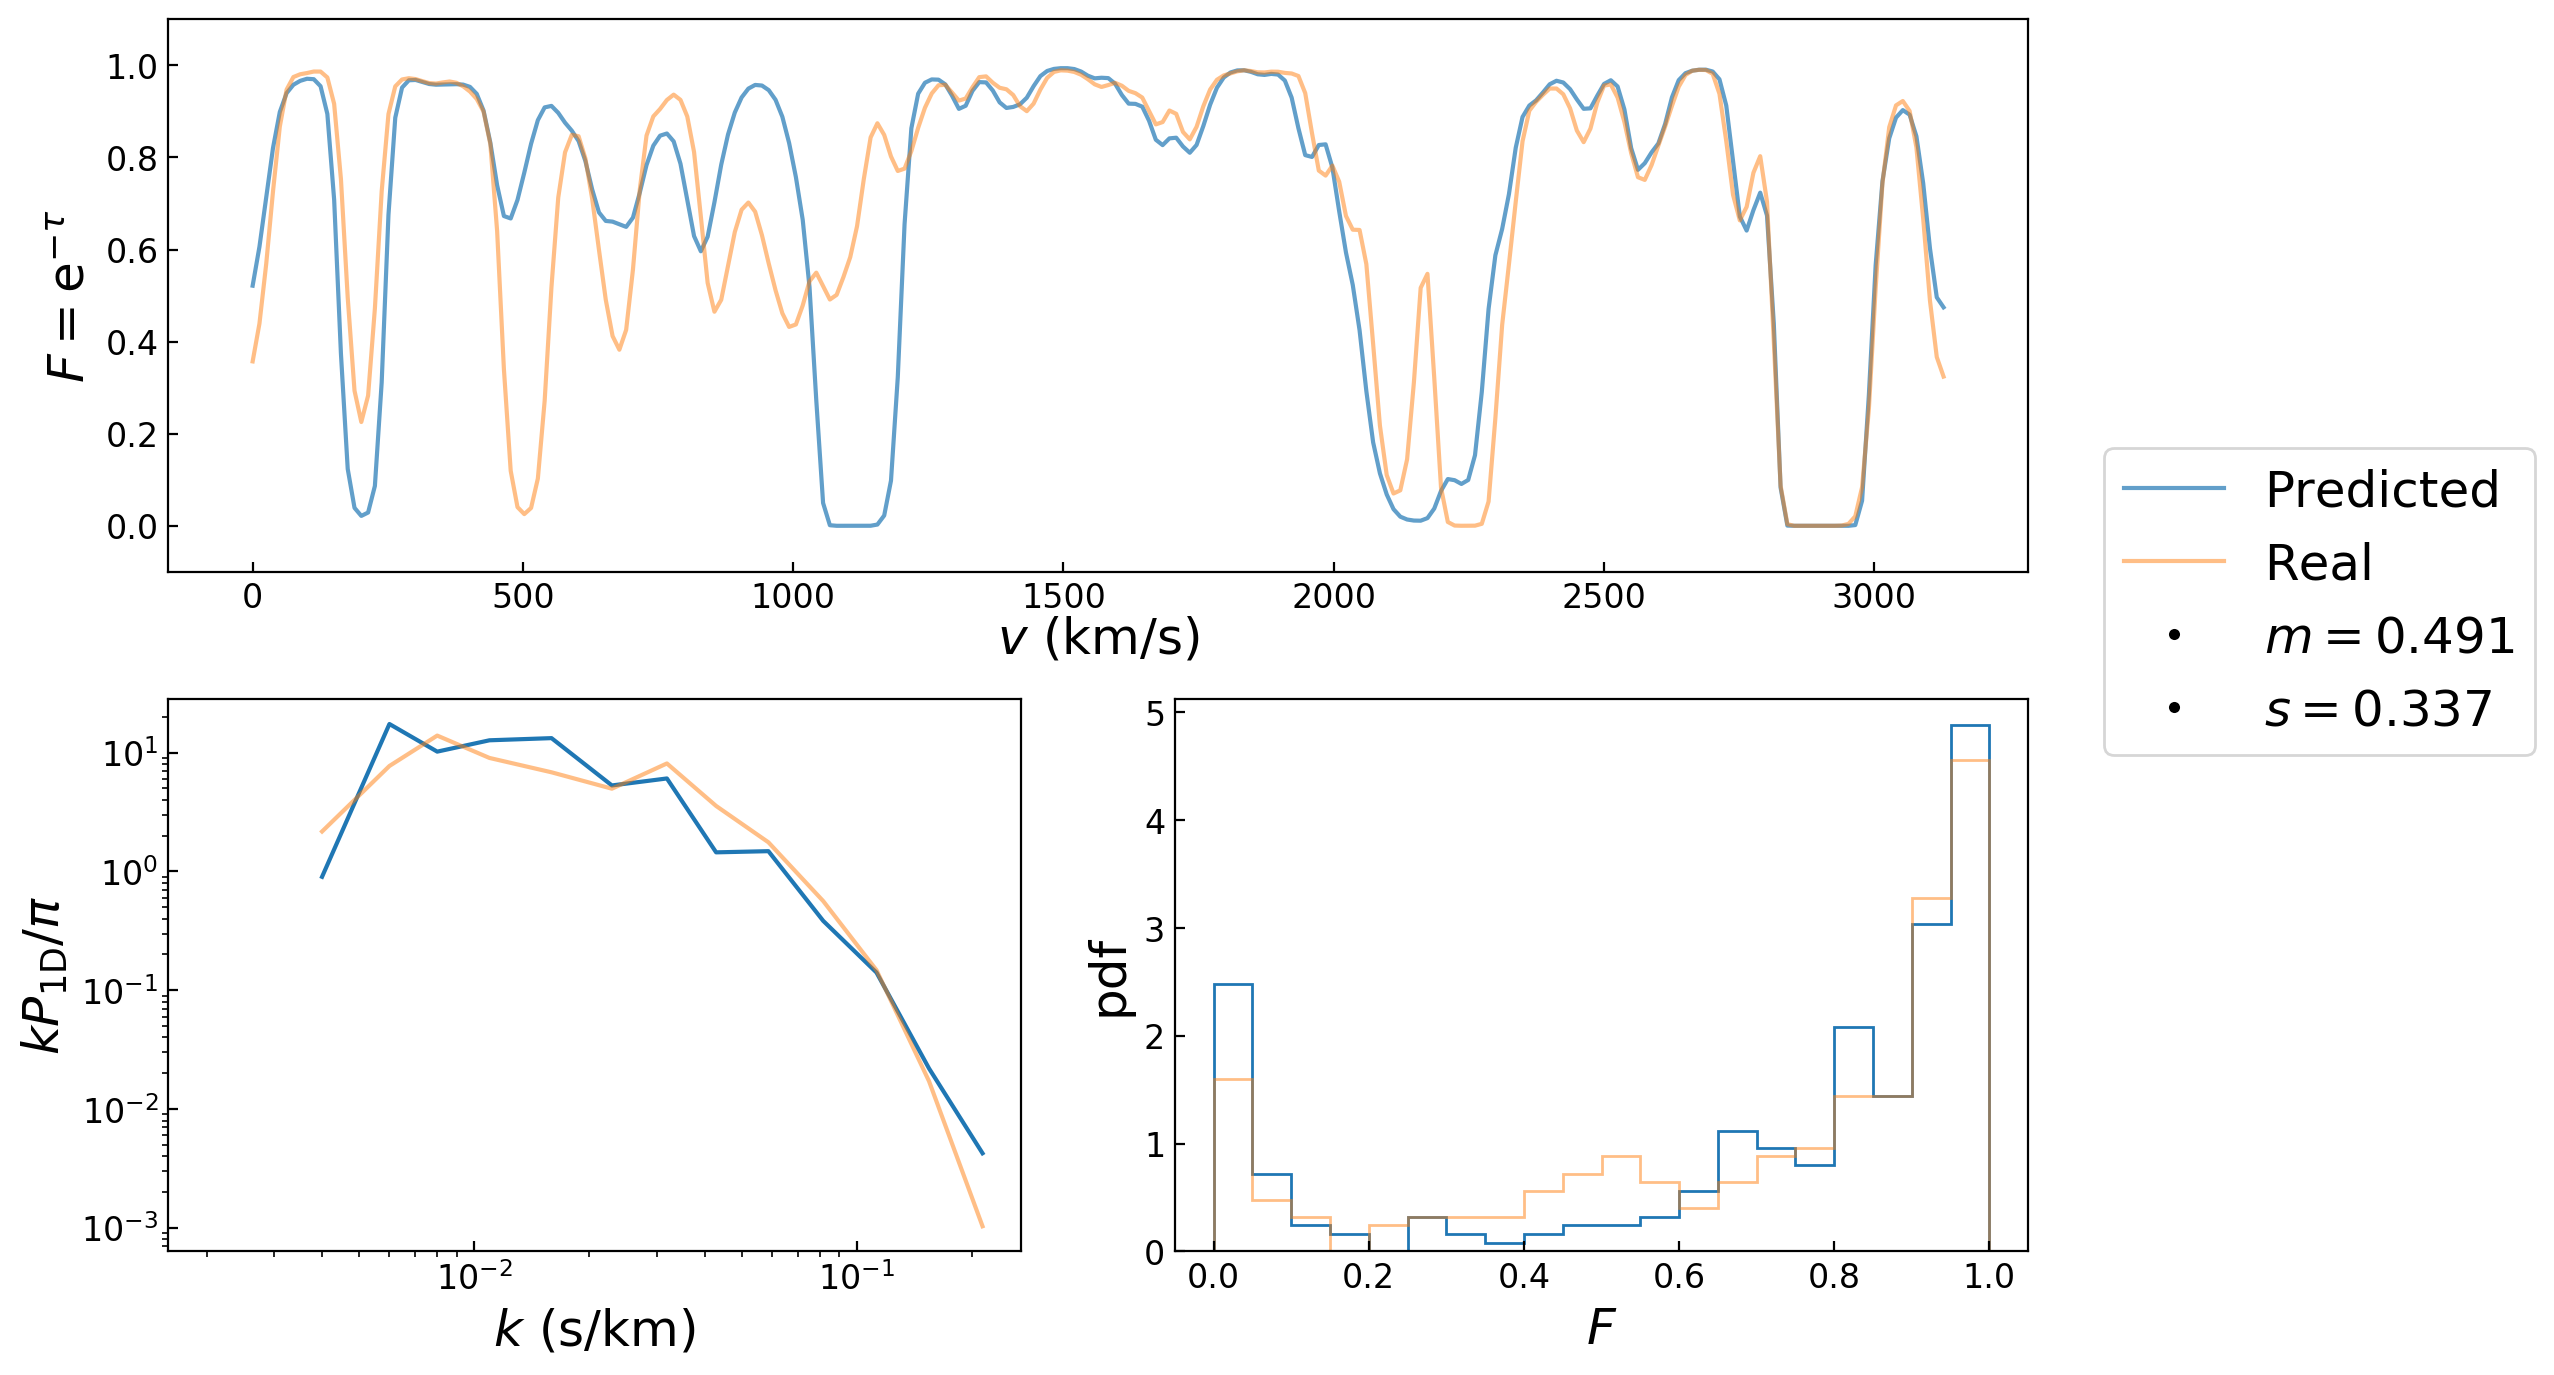 F = e^{−τ}
1.0
0.8
0.6
0.4
0.2
0.0
0 500 1000 1500 2000 2500 3000
v (km/s)
Predicted
Real
m = 0.491
s = 0.337
kP_{1D}/π
10^1
10^0
10^{−1}
10^{−2}
10^{−3}
10^{−2} 10^{−1}
k (s/km)
pdf
5
4
3
2
1
0
0.0 0.2 0.4 0.6 0.8 1.0
F